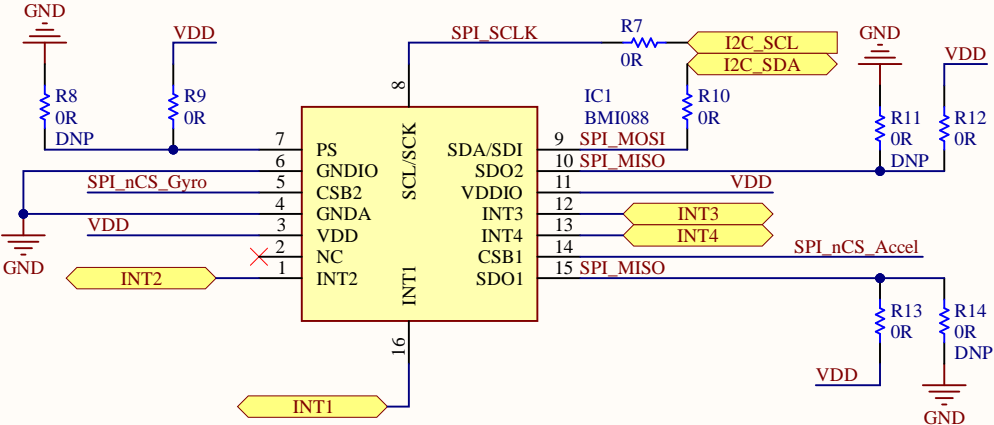 GND
VDD
R8
0R
DNP
R9
0R
SPI_SCLK
R7
0R
I2C_SCL
I2C_SDA
R10
0R
GND
VDD
R11
0R
DNP
R12
0R
IC1
BMI088
8
SCL/SCK
7 PS
6 GNDIO
SPI_nCS_Gyro 5 CSB2
4 GNDA
VDD 3 VDD
2 NC
INT2 1 INT2
GND
SDA/SDI 9 SPI_MOSI
SDO2 10 SPI_MISO
VDDIO 11 VDD
INT3 12 INT3
INT4 13 INT4
CSB1 14 SPI_nCS_Accel
SDO1 15 SPI_MISO
INT1
16
INT1
R13
0R
VDD
R14
0R
DNP
GND